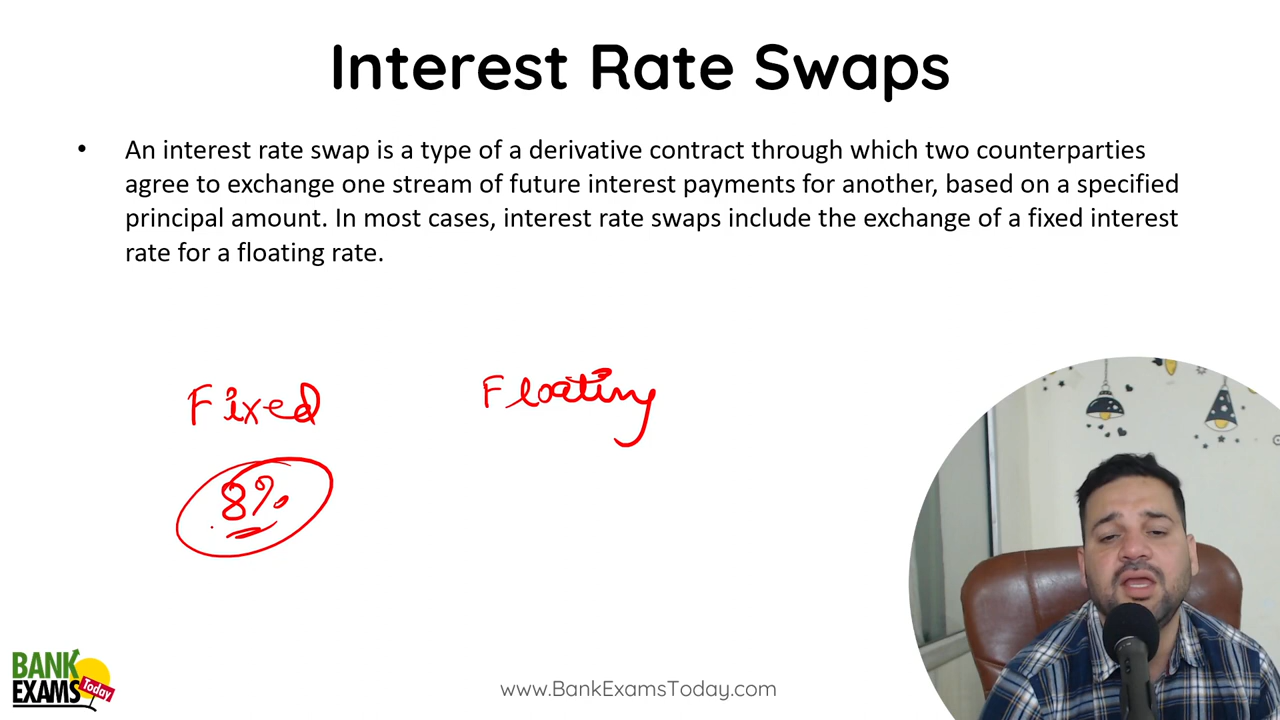 Interest Rate Swaps
• An interest rate swap is a type of a derivative contract through which two counterparties
agree to exchange one stream of future interest payments for another, based on a specified
principal amount. In most cases, interest rate swaps include the exchange of a fixed interest
rate for a floating rate.
Fixed
Floating
8%
BANK
EXAMS
Today
www.BankExamsToday.com